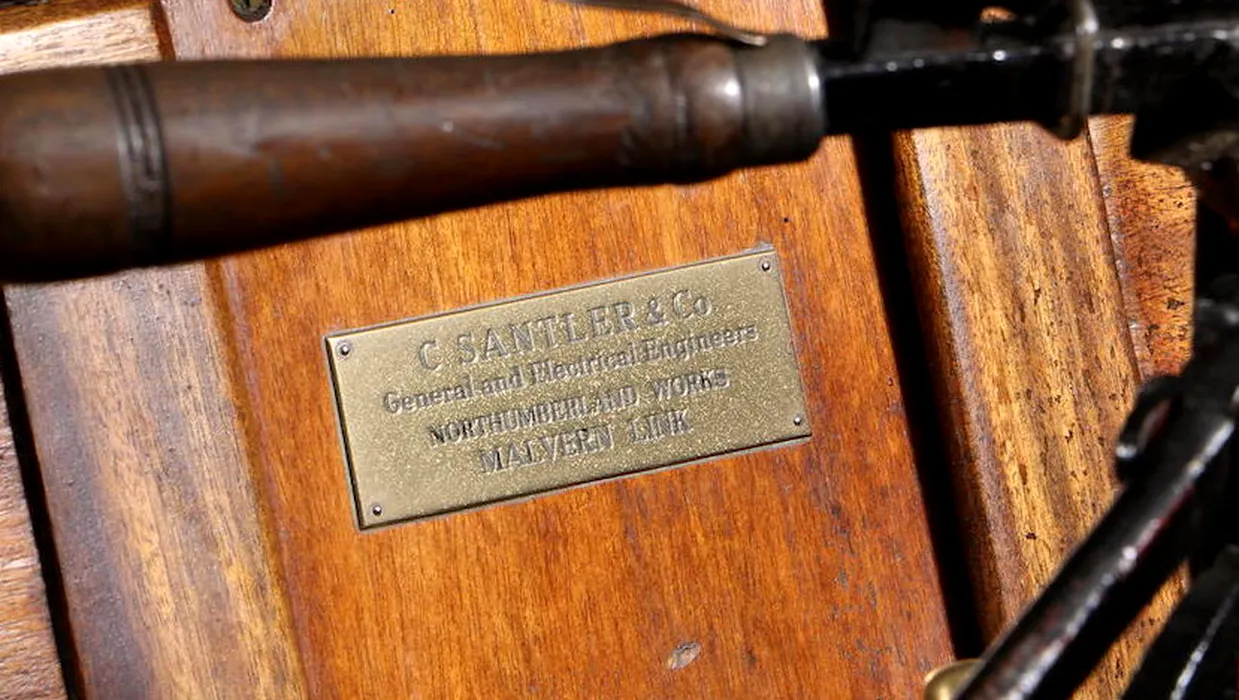 C SANTLER & Co.
General and Electrical Engineers
NORTHUMBERLAND WORKS
MALVERN LINK